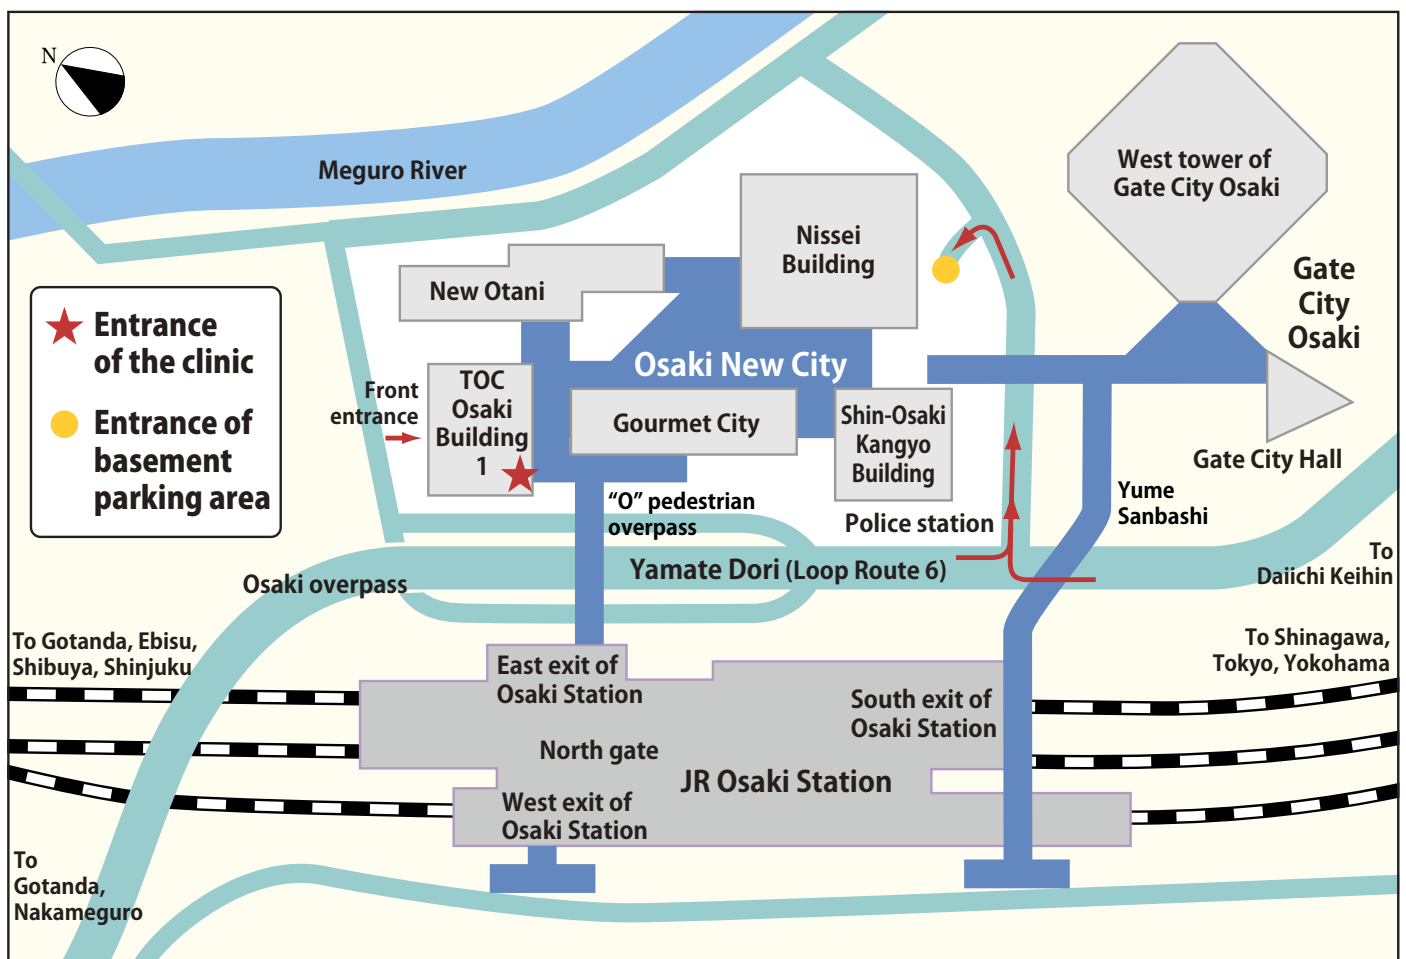 N
Meguro River
West tower of
Gate City Osaki
Nissei
Building
New Otani
Gate
City
Osaki
Entrance
of the clinic
Entrance of
basement
parking area
Osaki New City
Front
entrance
TOC
Osaki
Building
1
Gourmet City
Shin-Osaki
Kangyo
Building
Gate City Hall
"O" pedestrian
overpass
Police station
Yume
Sanbashi
Yamate Dori (Loop Route 6)
Osaki overpass
To
Daiichi Keihin
To Gotanda, Ebisu,
Shibuya, Shinjuku
To Shinagawa,
Tokyo, Yokohama
East exit of
Osaki Station
South exit of
Osaki Station
North gate
JR Osaki Station
West exit of
Osaki Station
To
Gotanda,
Nakameguro